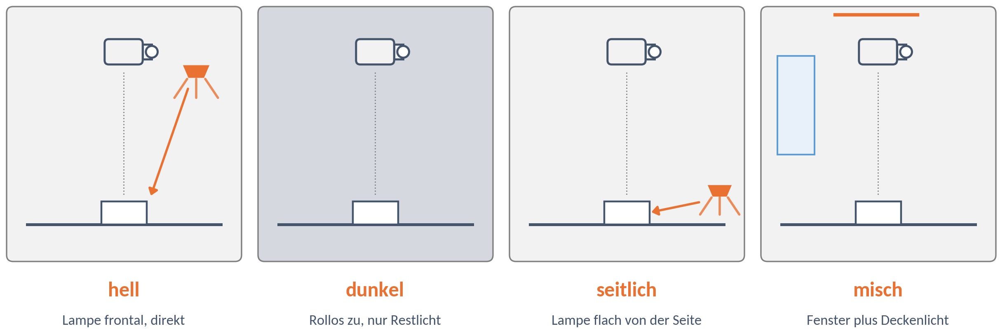 hell
dunkel
seitlich
misch
Lampe frontal, direkt
Rollos zu, nur Restlicht
Lampe flach von der Seite
Fenster plus Deckenlicht